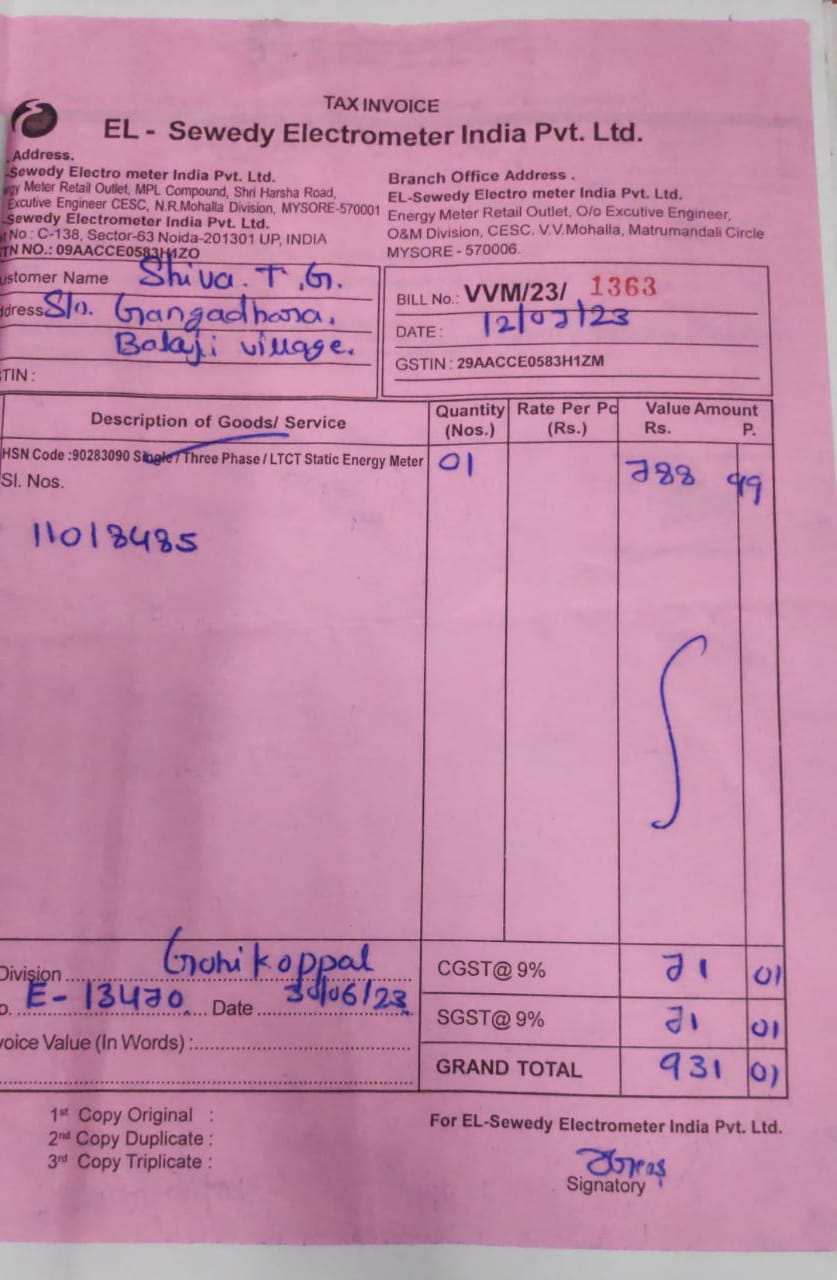 TAX INVOICE
EL - Sewedy Electrometer India Pvt. Ltd.
Address.
-Sewedy Electro meter India Pvt. Ltd.
gy Meter Retail Outlet, MPL Compound, Shri Harsha Road,
Excutive Engineer CESC, N.R.Mohalla Division, MYSORE-570001
-Sewedy Electrometer India Pvt. Ltd.
No : C-138, Sector-63 Noida-201301 UP, INDIA
TN NO.: 09AACCE0583H1ZO
Branch Office Address .
EL-Sewedy Electro meter India Pvt. Ltd.
Energy Meter Retail Outlet, O/o Excutive Engineer,
O&M Division, CESC. V.V.Mohalla, Matrumandali Circle
MYSORE - 570006.
ustomer Name Shiva . T . G.
dress S/o. Gangadhara.
Balaji village.
TIN :
BILL No.: VVM/23/ 1363
DATE : 12/07/23
GSTIN : 29AACCE0583H1ZM
Description of Goods/ Service Quantity (Nos.) Rate Per Pc (Rs.) Value Amount Rs. P.
HSN Code :90283090 Single / Three Phase / LTCT Static Energy Meter 01 788 99
SI. Nos.
11018485
Division Gohikoppal CGST@ 9% 71 01
o. E- 13470 Date 30/06/23
SGST@ 9% 71 01
voice Value (In Words) :
GRAND TOTAL 931 01
1st Copy Original :
2nd Copy Duplicate :
3rd Copy Triplicate :
For EL-Sewedy Electrometer India Pvt. Ltd.
Signatory